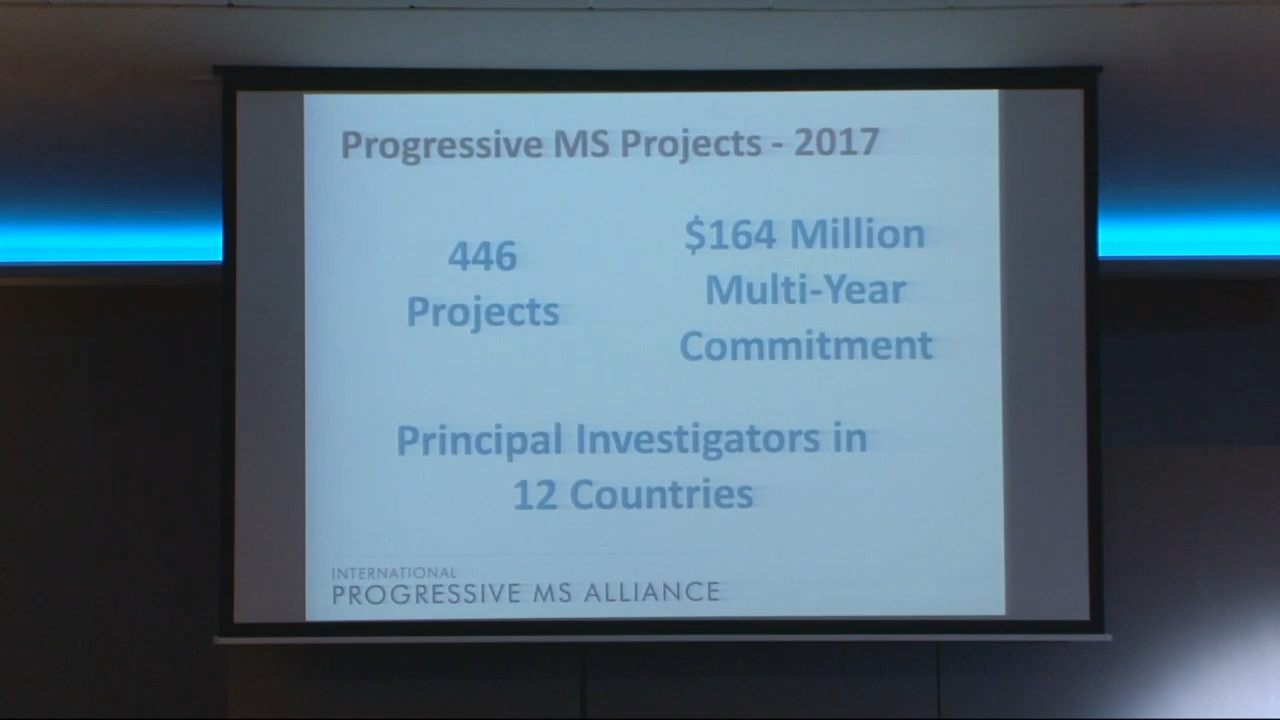 Progressive MS Projects - 2017
446
Projects
$164 Million
Multi-Year
Commitment
Principal Investigators in
12 Countries
INTERNATIONAL
PROGRESSIVE MS ALLIANCE